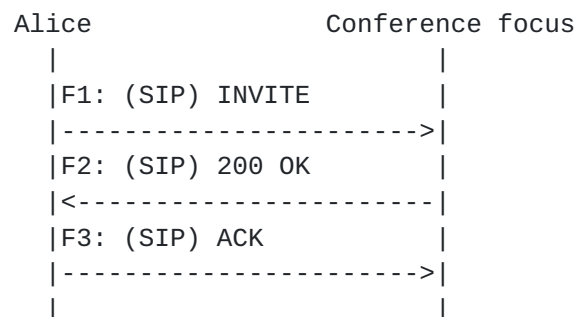 Alice                Conference focus
  |                         |
  |F1: (SIP) INVITE         |
  |----------------------->|
  |F2: (SIP) 200 OK         |
  |<-----------------------|
  |F3: (SIP) ACK            |
  |----------------------->|
  |                         |